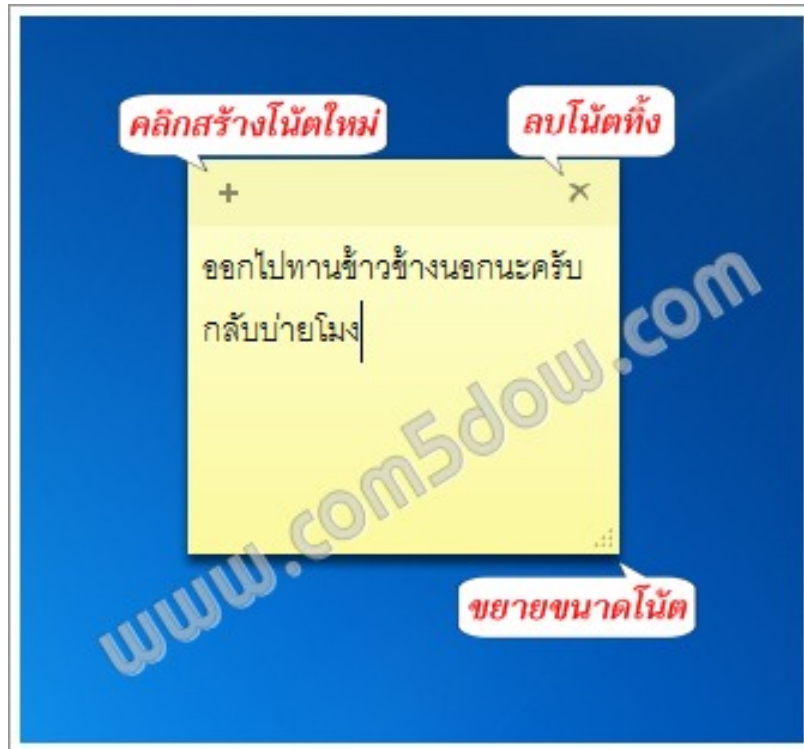 คลิกสร้างโน้ตใหม่
ลบโน้ตทิ้ง
ออกไปทานข้าวข้างนอกนะครับ
กลับบ่ายโมง
ขยายขนาดโน้ต
www.com5dow.com